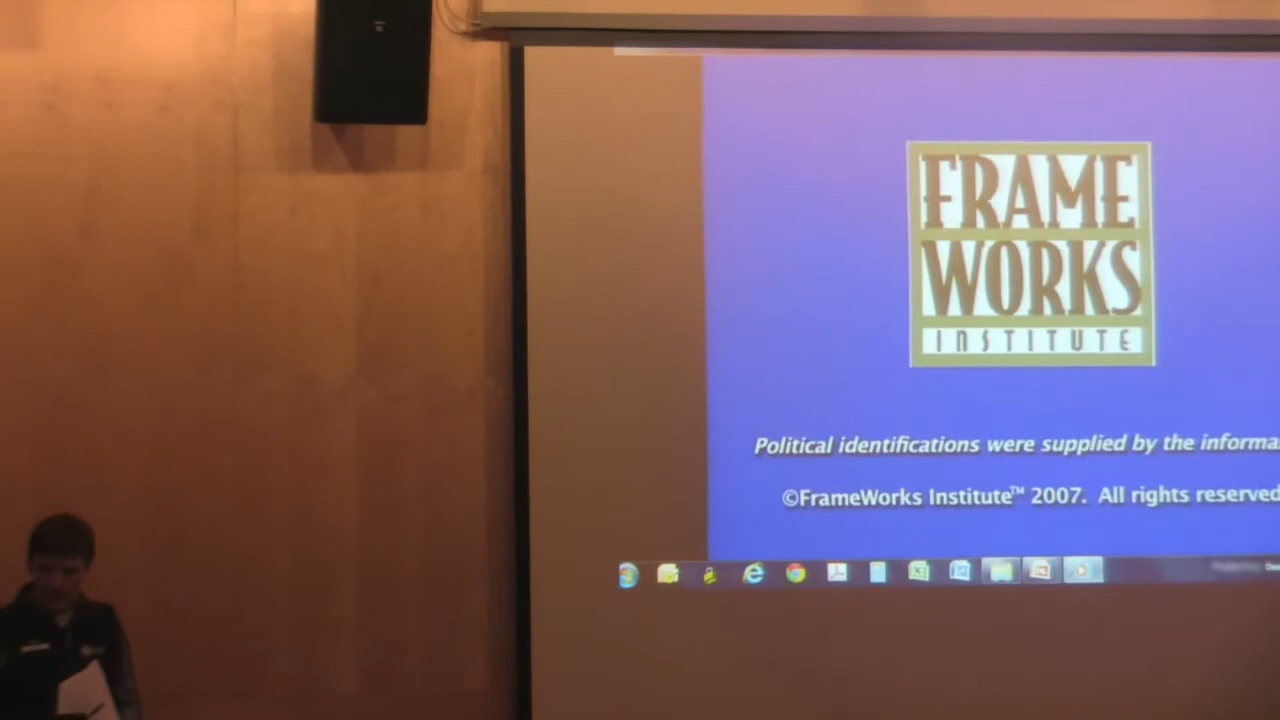 FRAME
WORKS
INSTITUTE
Political identifications were supplied by the informa
©FrameWorks Institute™ 2007. All rights reserved